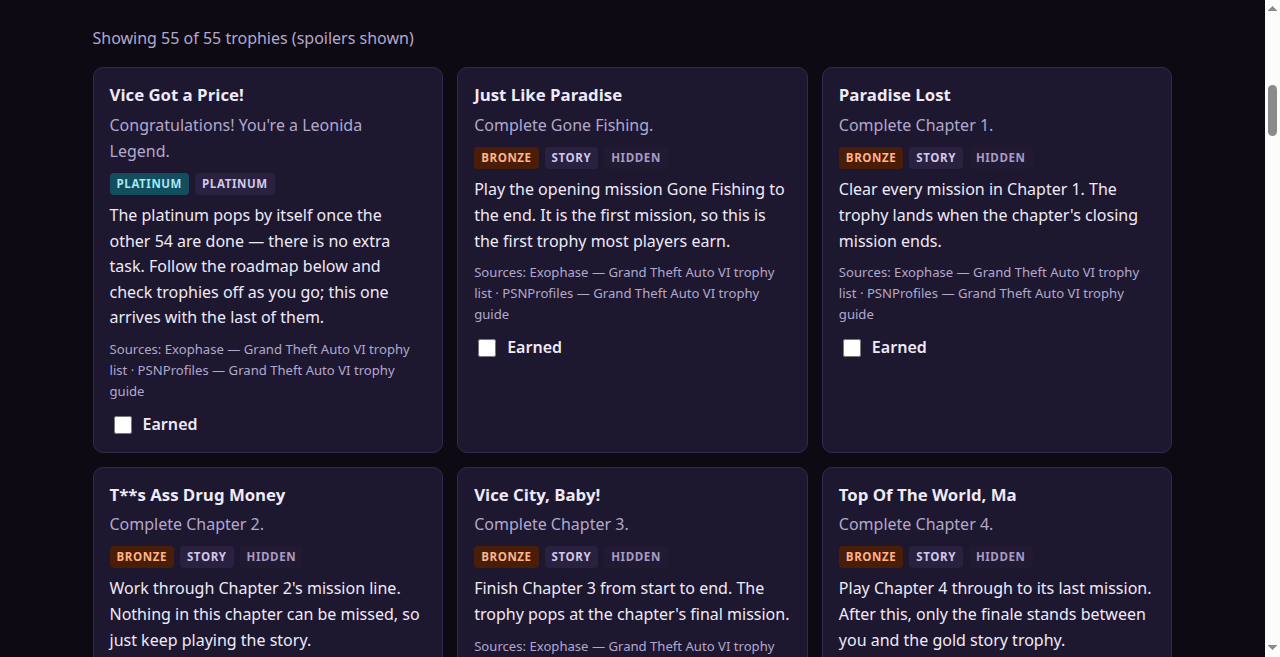 Showing 55 of 55 trophies (spoilers shown)
Vice Got a Price!
Congratulations! You're a Leonida
Legend.
PLATINUM PLATINUM
The platinum pops by itself once the
other 54 are done — there is no extra
task. Follow the roadmap below and
check trophies off as you go; this one
arrives with the last of them.
Sources: Exophase — Grand Theft Auto VI trophy
list · PSNProfiles — Grand Theft Auto VI trophy
guide
Earned
Just Like Paradise
Complete Gone Fishing.
BRONZE STORY HIDDEN
Play the opening mission Gone Fishing to
the end. It is the first mission, so this is
the first trophy most players earn.
Sources: Exophase — Grand Theft Auto VI trophy
list · PSNProfiles — Grand Theft Auto VI trophy
guide
Earned
Paradise Lost
Complete Chapter 1.
BRONZE STORY HIDDEN
Clear every mission in Chapter 1. The
trophy lands when the chapter's closing
mission ends.
Sources: Exophase — Grand Theft Auto VI trophy
list · PSNProfiles — Grand Theft Auto VI trophy
guide
Earned
T**s Ass Drug Money
Complete Chapter 2.
BRONZE STORY HIDDEN
Work through Chapter 2's mission line.
Nothing in this chapter can be missed, so
just keep playing the story.
Vice City, Baby!
Complete Chapter 3.
BRONZE STORY HIDDEN
Finish Chapter 3 from start to end. The
trophy pops at the chapter's final mission.
Sources: Exophase — Grand Theft Auto VI trophy
Top Of The World, Ma
Complete Chapter 4.
BRONZE STORY HIDDEN
Play Chapter 4 through to its last mission.
After this, only the finale stands between
you and the gold story trophy.